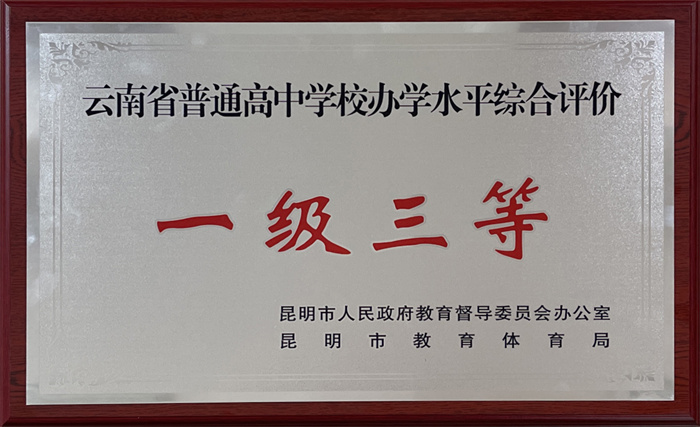 云南省普通高中学校办学水平综合评价
一级三等
昆明市人民政府教育督导委员会办公室
昆明市教育体育局